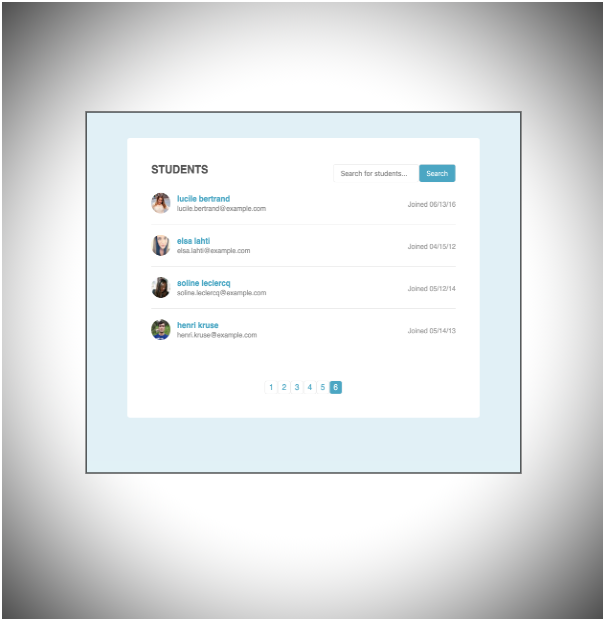 STUDENTS
Search for students... Search
lucile bertrand
lucile.bertrand@example.com
Joined 06/13/16
elsa lahti
elsa.lahti@example.com
Joined 04/15/12
soline leclercq
soline.leclercq@example.com
Joined 05/12/14
henri kruse
henri.kruse@example.com
Joined 05/14/13
1 2 3 4 5 6